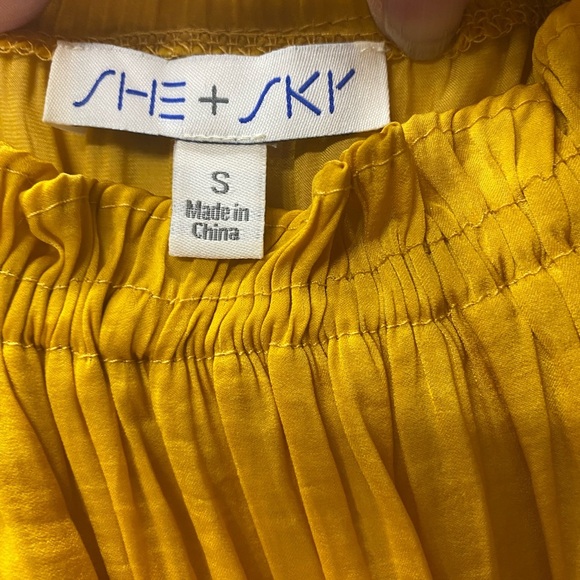 SHE + SKY
S
Made in
China